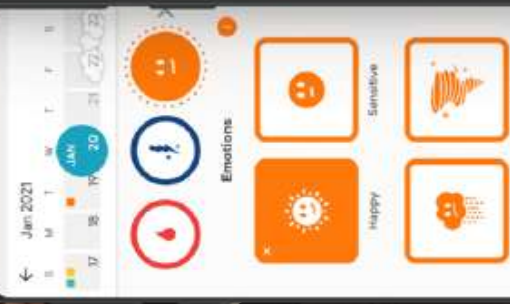 ← Jan 2021
S M T W T F S
JAN
17 18 19 20 21 22
Emotions
Happy Sensitive